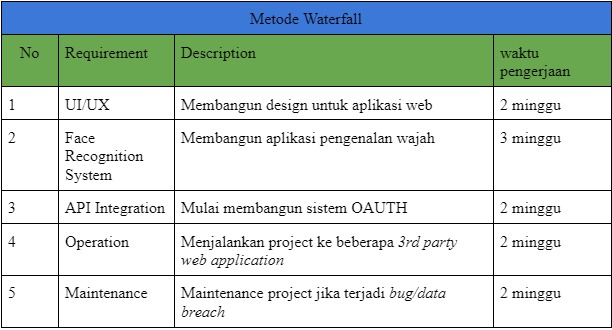 Metode Waterfall
No Requirement Description waktu
pengerjaan
1 UI/UX Membangun design untuk aplikasi web 2 minggu
2 Face Membangun aplikasi pengenalan wajah 3 minggu
Recognition
System
3 API Integration Mulai membangun sistem OAUTH 2 minggu
4 Operation Menjalankan project ke beberapa 3rd party 2 minggu
web application
5 Maintenance Maintenance project jika terjadi bug/data 2 minggu
breach